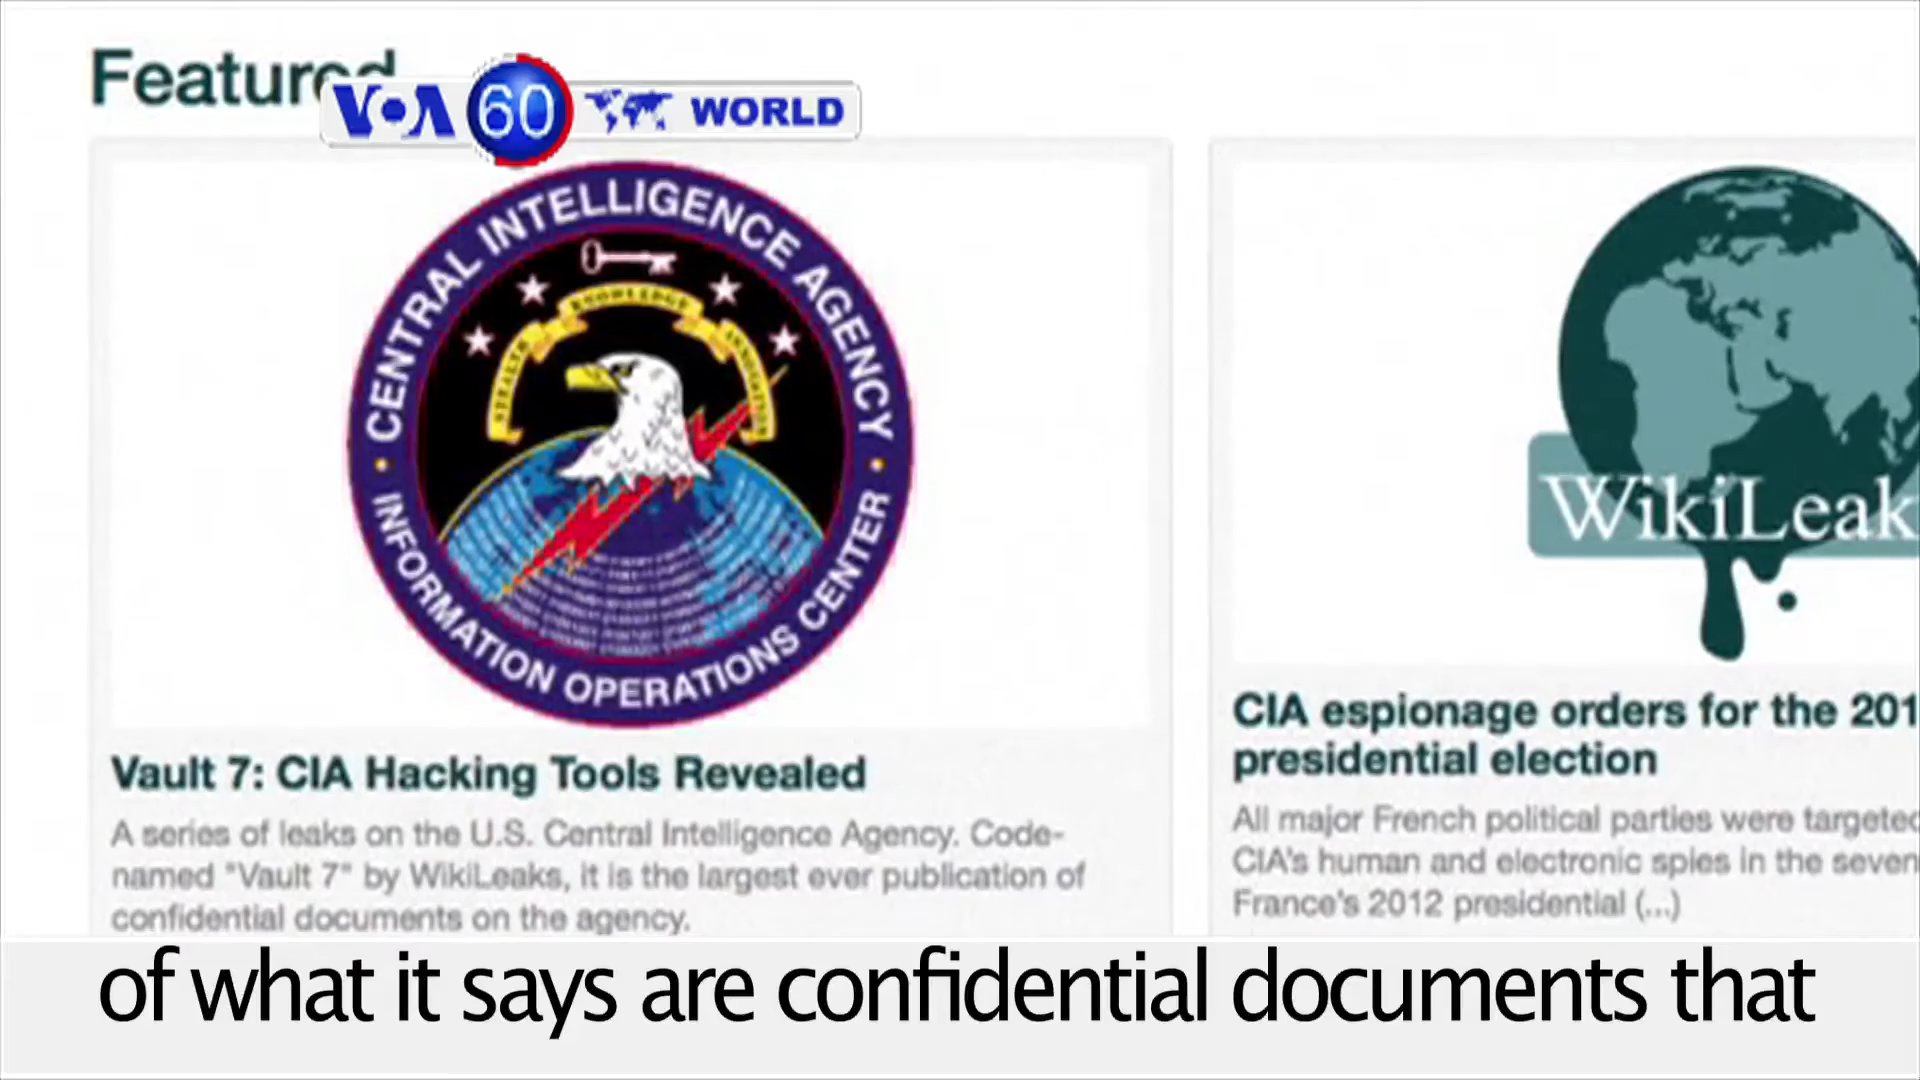 Featured
VOA 60 WORLD
CENTRAL INTELLIGENCE AGENCY
KNOWLEDGE
STEALTH
INNOVATION
INFORMATION OPERATIONS CENTER
WikiLeak
Vault 7: CIA Hacking Tools Revealed
A series of leaks on the U.S. Central Intelligence Agency. Code-
named "Vault 7" by WikiLeaks, it is the largest ever publication of
confidential documents on the agency.
CIA espionage orders for the 201
presidential election
All major French political parties were targeted
CIA's human and electronic spies in the seven
France's 2012 presidential (...)
of what it says are confidential documents that